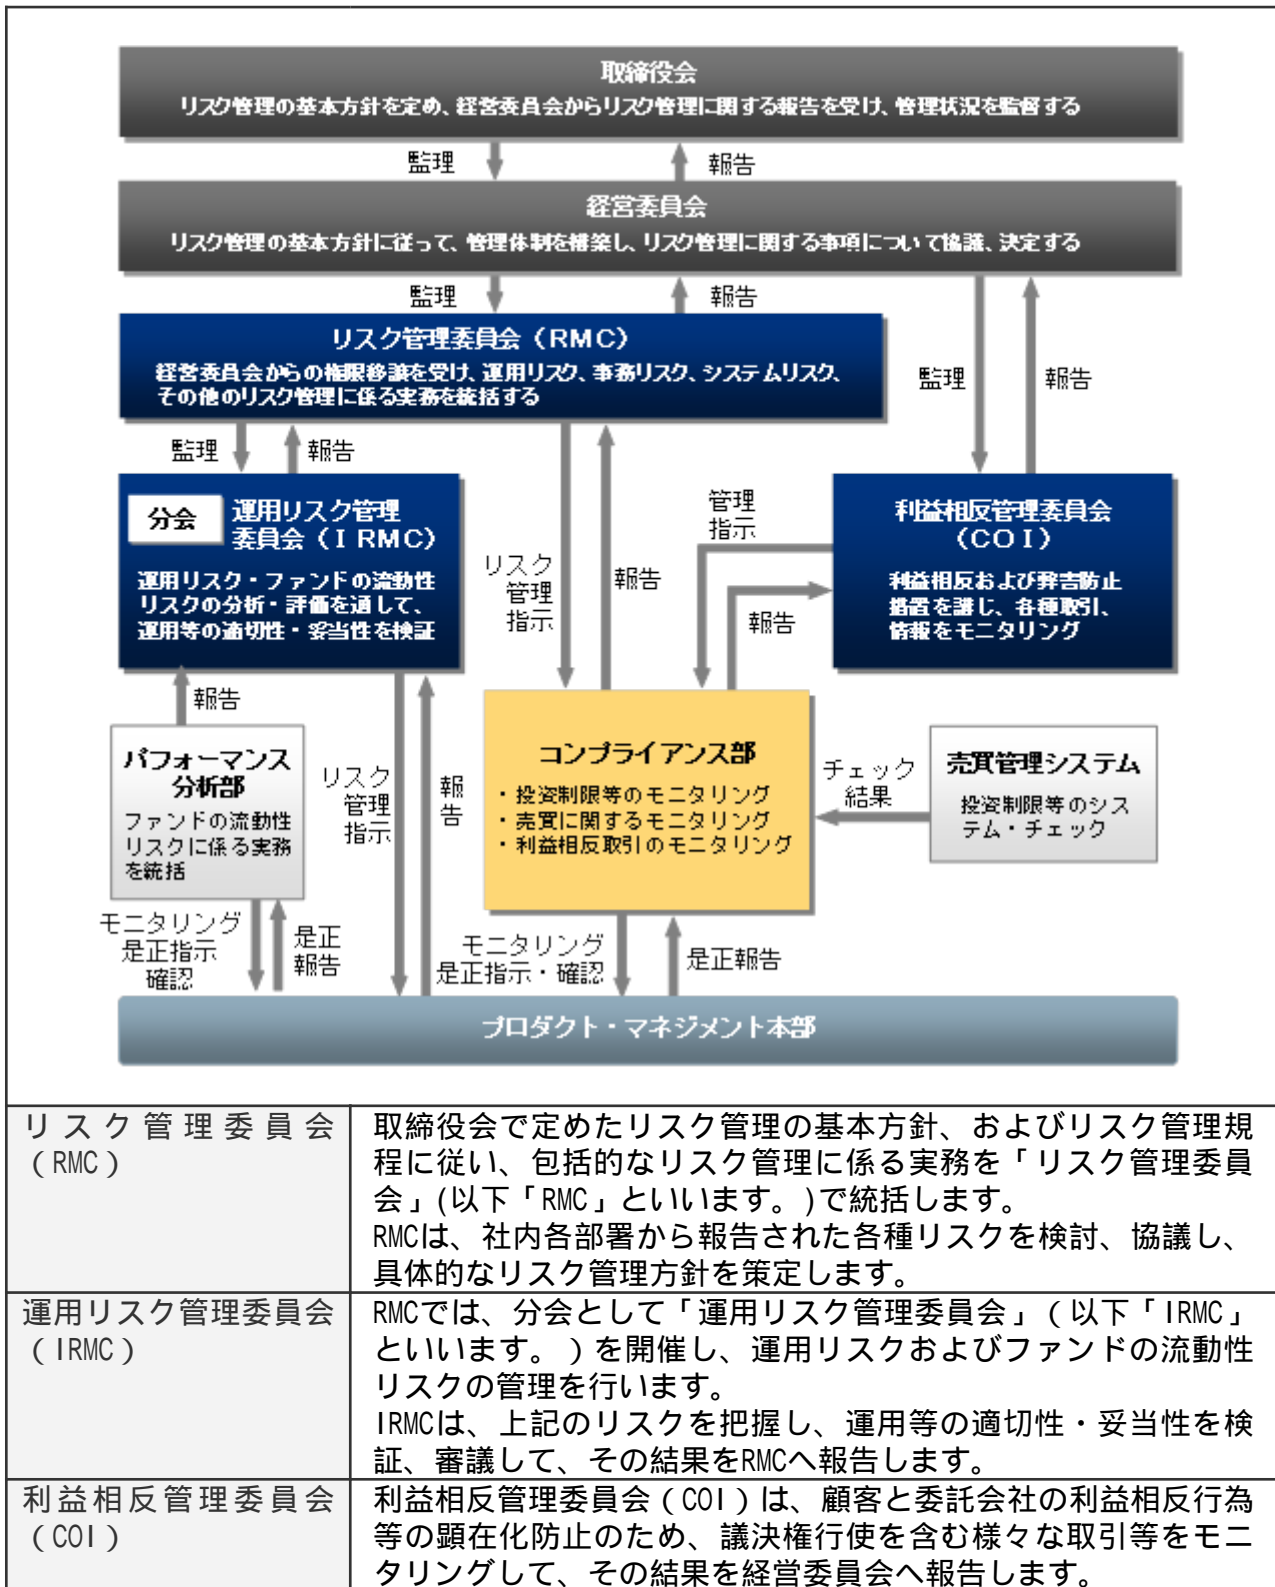 取締役会
リスク管理の基本方針を定め、経営委員会からリスク管理に関する報告を受け、管理状況を監督する
監理
報告
経営委員会
リスク管理の基本方針に従って、管理体制を構築し、リスク管理に関する事項について協議、決定する
監理
報告
リスク管理委員会（RMC）
経営委員会からの権限移譲を受け、運用リスク、事務リスク、システムリスク、
その他のリスク管理に係る実務を統括する
監理
報告
監理
報告
分会
運用リスク管理
委員会（ＩRMC）
運用リスク・ファンドの流動性
リスクの分析・評価を通して、
運用等の適切性・妥当性を検証
リスク
管理
指示
報告
管理
指示
報告
利益相反管理委員会
（COI）
利益相反および弊害防止
措置を講じ、各種取引、
情報をモニタリング
報告
パフォーマンス
分析部
ファンドの流動性
リスクに係る実務
を統括
リスク
管理
指示
報
告
コンプライアンス部
・投資制限等のモニタリング
・売買に関するモニタリング
・利益相反取引のモニタリング
チェック
結果
売買管理システム
投資制限等のシス
テム・チェック
モニタリング
是正指示
確認
是正
報告
モニタリング
是正指示・確認
是正報告
プロダクト・マネジメント本部
リスク管理委員会
（RMC）
取締役会で定めたリスク管理の基本方針、およびリスク管理規
程に従い、包括的なリスク管理に係る実務を「リスク管理委員
会」(以下「RMC」といいます。)で統括します。
RMCは、社内各部署から報告された各種リスクを検討、協議し、
具体的なリスク管理方針を策定します。
運用リスク管理委員会
（IRMC）
RMCでは、分会として「運用リスク管理委員会」（以下「IRMC」
といいます。）を開催し、運用リスクおよびファンドの流動性
リスクの管理を行います。
IRMCは、上記のリスクを把握し、運用等の適切性・妥当性を検
証、審議して、その結果をRMCへ報告します。
利益相反管理委員会
（COI）
利益相反管理委員会（COI）は、顧客と委託会社の利益相反行為
等の顕在化防止のため、議決権行使を含む様々な取引等をモニ
タリングして、その結果を経営委員会へ報告します。